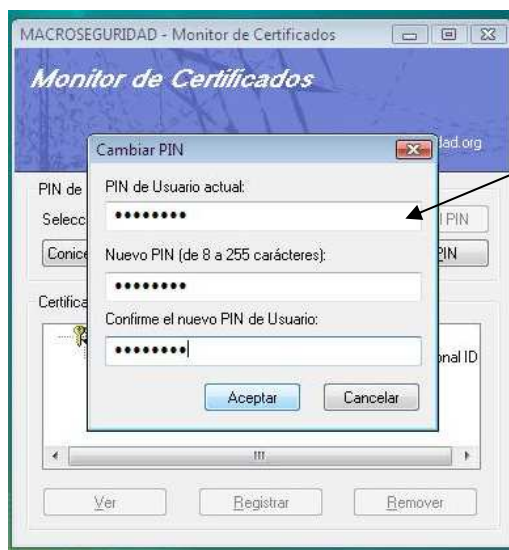 MACROSEGURIDAD - Monitor de Certificados
Monitor de Certificados
dad.org
Cambiar PIN
PIN de
PIN de Usuario actual:
Selecc
PIN
Conice
Nuevo PIN (de 8 a 255 carácteres):
PIN
Certifica
Confirme el nuevo PIN de Usuario:
onal ID
Aceptar
Cancelar
Ver
Registrar
Remover